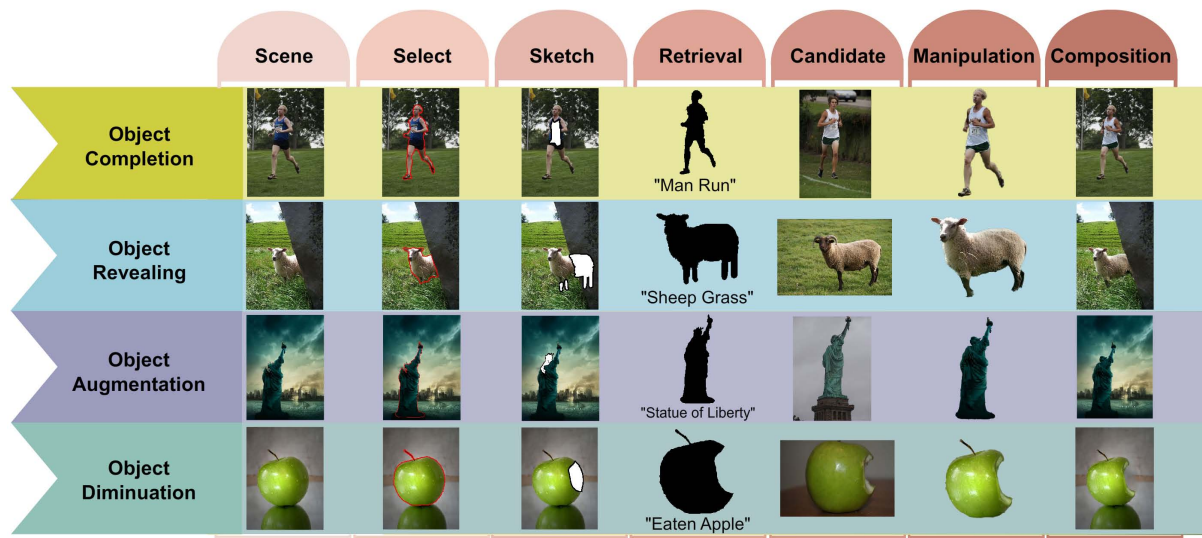 Scene Select Sketch Retrieval Candidate Manipulation Composition
Object
Completion
"Man Run"
Object
Revealing
"Sheep Grass"
Object
Augmentation
"Statue of Liberty"
Object
Diminuation
"Eaten Apple"